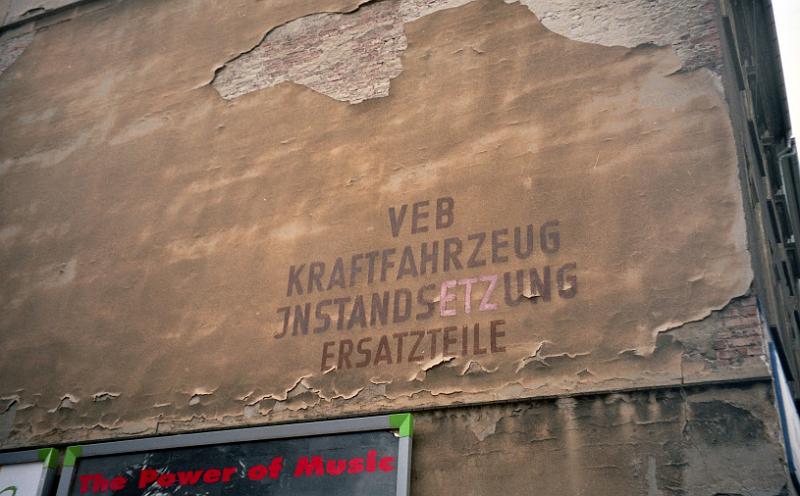 VEB
KRAFTFAHRZEUG
JNSTANDSETZUNG
ERSATZTEILE
The Power of Music